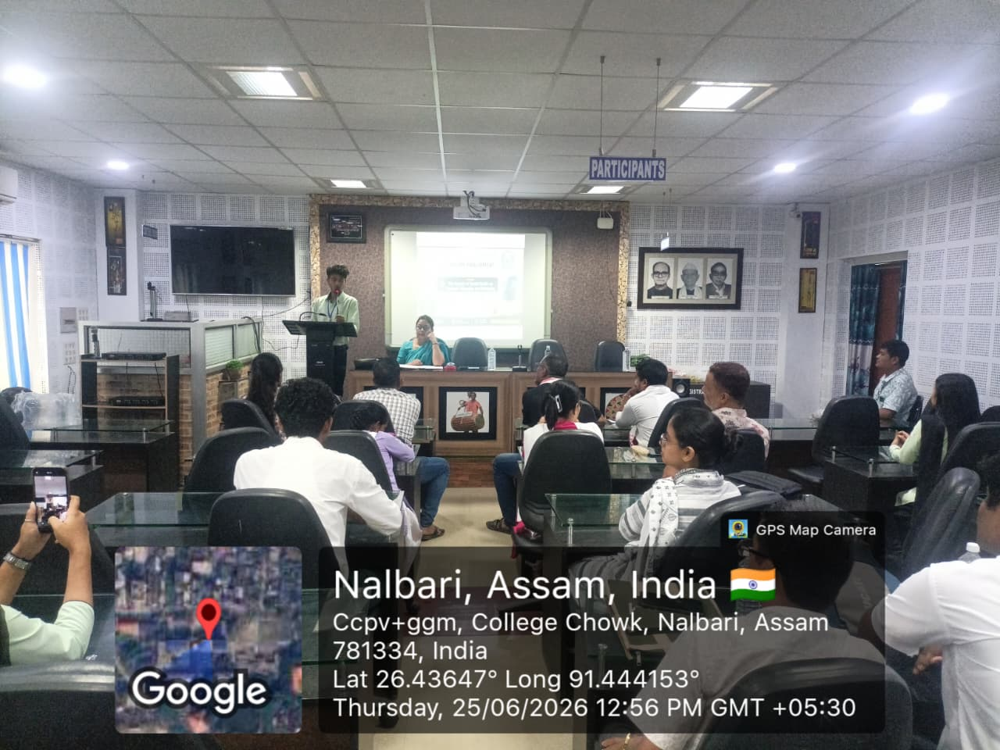 PARTICIPANTS
GPS Map Camera
Nalbari, Assam, India 🇮🇳
Ccpv+ggm, College Chowk, Nalbari, Assam
781334, India
Lat 26.43647° Long 91.444153°
Thursday, 25/06/2026 12:56 PM GMT +05:30
Google